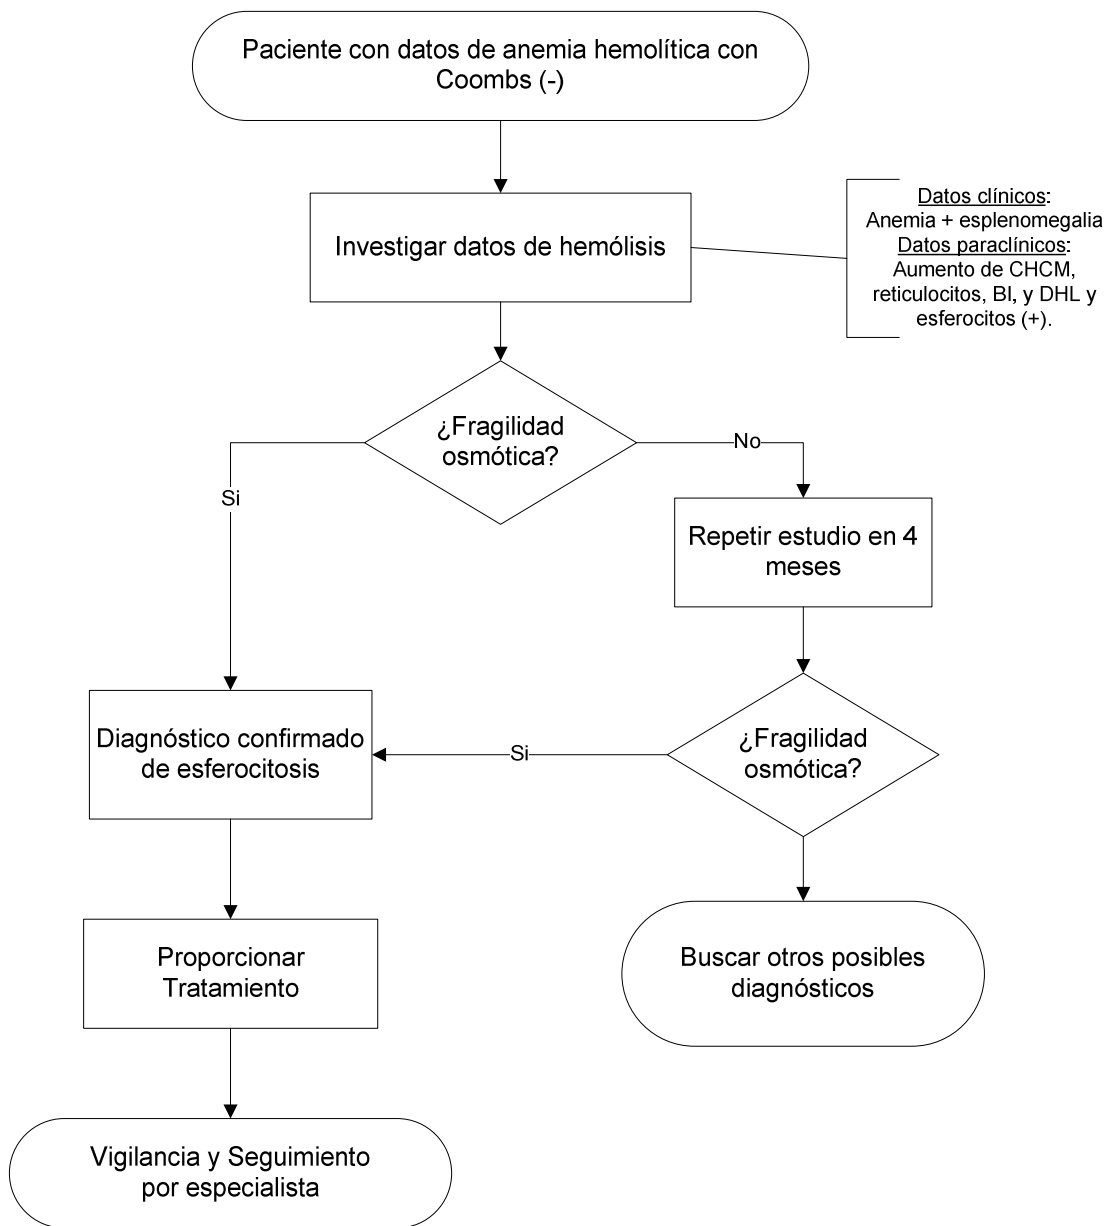 Paciente con datos de anemia hemolítica con
Coombs (-)
Investigar datos de hemólisis
Datos clínicos:
Anemia + esplenomegalia
Datos paraclínicos:
Aumento de CHCM,
reticulocitos, BI, y DHL y
esferocitos (+).
¿Fragilidad
osmótica?
No
Si
Repetir estudio en 4
meses
Diagnóstico confirmado
de esferocitosis
Si
¿Fragilidad
osmótica?
Proporcionar
Tratamiento
Buscar otros posibles
diagnósticos
Vigilancia y Seguimiento
por especialista